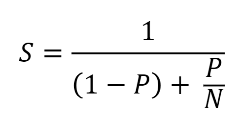 S = 1 / ((1 − P) + P/N)